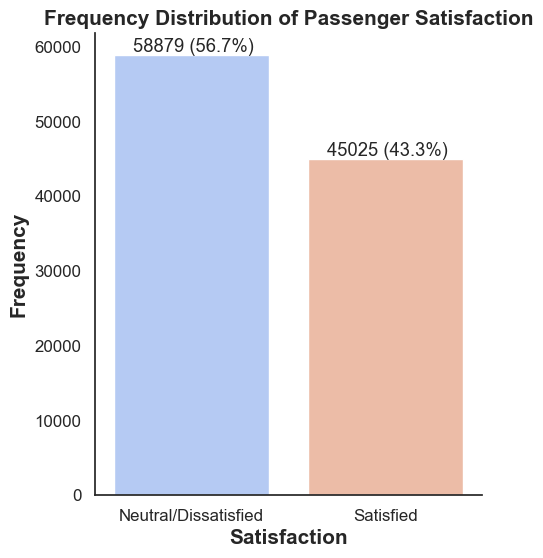 Frequency Distribution of Passenger Satisfaction
58879 (56.7%)
45025 (43.3%)
60000
50000
40000
30000
20000
10000
0
Frequency
Neutral/Dissatisfied
Satisfied
Satisfaction